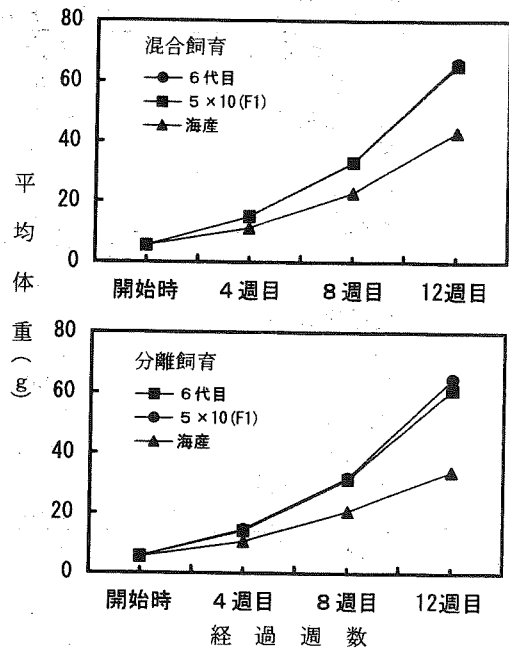 平均体重(g)
80
60
40
20
0
混合飼育
6代目
5×10(F1)
海産
開始時 4週目 8週目 12週目
80
60
40
20
0
分離飼育
6代目
5×10(F1)
海産
開始時 4週目 8週目 12週目
経過週数